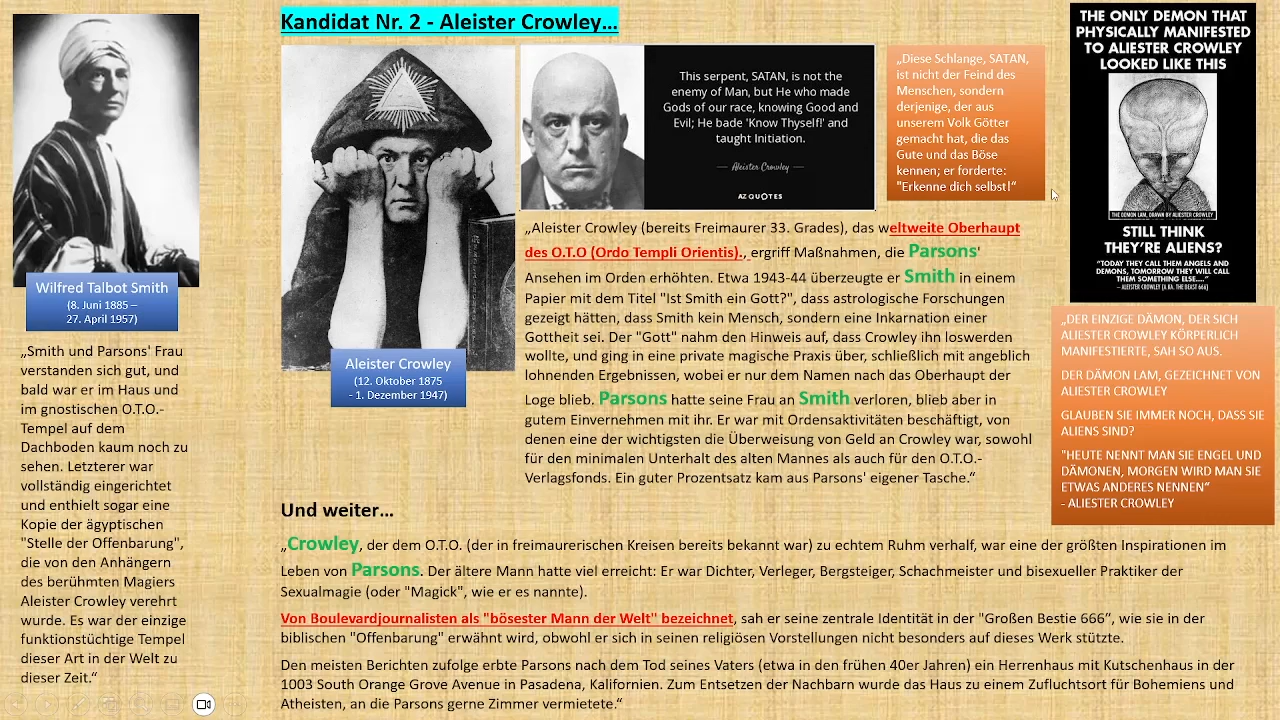 Kandidat Nr. 2 - Aleister Crowley…
Wilfred Talbot Smith
(8. Juni 1885 –
27. April 1957)
„Smith und Parsons' Frau
verstanden sich gut, und
bald war er im Haus und
im gnostischen O.T.O.-
Tempel auf dem
Dachboden kaum noch zu
sehen. Letzterer war
vollständig eingerichtet
und enthielt sogar eine
Kopie der ägyptischen
"Stelle der Offenbarung",
die von den Anhängern
des berühmten Magiers
Aleister Crowley verehrt
wurde. Es war der einzige
funktionstüchtige Tempel
dieser Art in der Welt zu
dieser Zeit.“
Aleister Crowley
(12. Oktober 1875
- 1. Dezember 1947)
This serpent, SATAN, is not the
enemy of Man, but He who made
Gods of our race, knowing Good and
Evil; He bade 'Know Thyself!' and
taught Initiation.
— Aleister Crowley —
AZ QUOTES
„Diese Schlange, SATAN,
ist nicht der Feind des
Menschen, sondern
derjenige, der aus
unserem Volk Götter
gemacht hat, die das
Gute und das Böse
kennen; er forderte:
"Erkenne dich selbst!“
THE ONLY DEMON THAT
PHYSICALLY MANIFESTED
TO ALIESTER CROWLEY
LOOKED LIKE THIS
THE DEMON LAM, DRAWN BY ALIESTER CROWLEY
STILL THINK
THEY'RE ALIENS?
"TODAY THEY CALL THEM ANGELS AND
DEMONS, TOMORROW THEY WILL CALL
THEM SOMETHING ELSE...."
– ALIESTER CROWLEY (A.KA. THE BEAST 666)
„DER EINZIGE DÄMON, DER SICH
ALIESTER CROWLEY KÖRPERLICH
MANIFESTIERTE, SAH SO AUS.
DER DÄMON LAM, GEZEICHNET VON
ALIESTER CROWLEY
GLAUBEN SIE IMMER NOCH, DASS SIE
ALIENS SIND?
"HEUTE NENNT MAN SIE ENGEL UND
DÄMONEN, MORGEN WIRD MAN SIE
ETWAS ANDERES NENNEN“
- ALIESTER CROWLEY
„Aleister Crowley (bereits Freimaurer 33. Grades), das weltweite Oberhaupt
des O.T.O (Ordo Templi Orientis)., ergriff Maßnahmen, die Parsons'
Ansehen im Orden erhöhten. Etwa 1943-44 überzeugte er Smith in einem
Papier mit dem Titel "Ist Smith ein Gott?", dass astrologische Forschungen
gezeigt hätten, dass Smith kein Mensch, sondern eine Inkarnation einer
Gottheit sei. Der "Gott" nahm den Hinweis auf, dass Crowley ihn loswerden
wollte, und ging in eine private magische Praxis über, schließlich mit angeblich
lohnenden Ergebnissen, wobei er nur dem Namen nach das Oberhaupt der
Loge blieb. Parsons hatte seine Frau an Smith verloren, blieb aber in
gutem Einvernehmen mit ihr. Er war mit Ordensaktivitäten beschäftigt, von
denen eine der wichtigsten die Überweisung von Geld an Crowley war, sowohl
für den minimalen Unterhalt des alten Mannes als auch für den O.T.O.-
Verlagsfonds. Ein guter Prozentsatz kam aus Parsons' eigener Tasche.“
Und weiter…
„Crowley, der dem O.T.O. (der in freimaurerischen Kreisen bereits bekannt war) zu echtem Ruhm verhalf, war eine der größten Inspirationen im
Leben von Parsons. Der ältere Mann hatte viel erreicht: Er war Dichter, Verleger, Bergsteiger, Schachmeister und bisexueller Praktiker der
Sexualmagie (oder "Magick", wie er es nannte).
Von Boulevardjournalisten als "bösester Mann der Welt" bezeichnet, sah er seine zentrale Identität in der "Großen Bestie 666“, wie sie in der
biblischen "Offenbarung" erwähnt wird, obwohl er sich in seinen religiösen Vorstellungen nicht besonders auf dieses Werk stützte.
Den meisten Berichten zufolge erbte Parsons nach dem Tod seines Vaters (etwa in den frühen 40er Jahren) ein Herrenhaus mit Kutschenhaus in der
1003 South Orange Grove Avenue in Pasadena, Kalifornien. Zum Entsetzen der Nachbarn wurde das Haus zu einem Zufluchtsort für Bohemiens und
Atheisten, an die Parsons gerne Zimmer vermietete.“